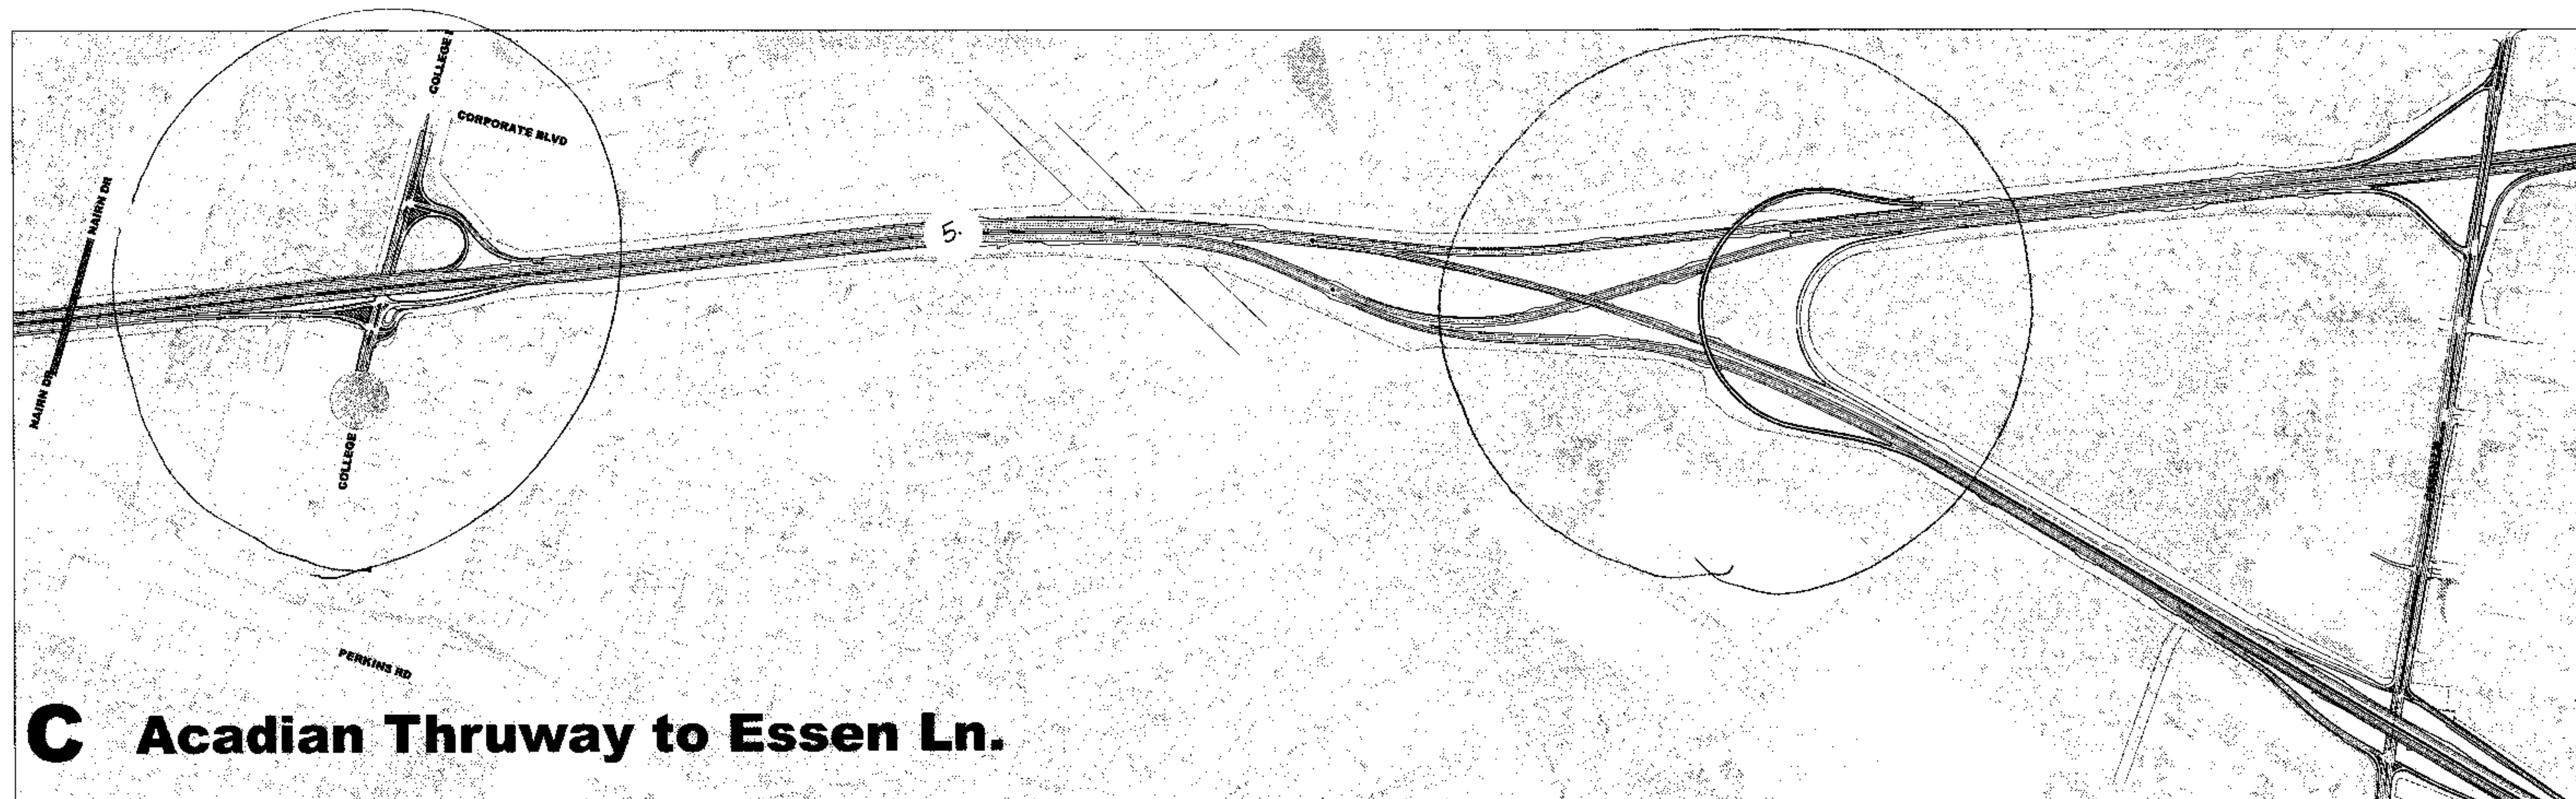 COLLEGE
CORPORATE BLVD
NAIRN DR
5.
NAIRN DR
COLLEGE
PERKINS RD
C Acadian Thruway to Essen Ln.